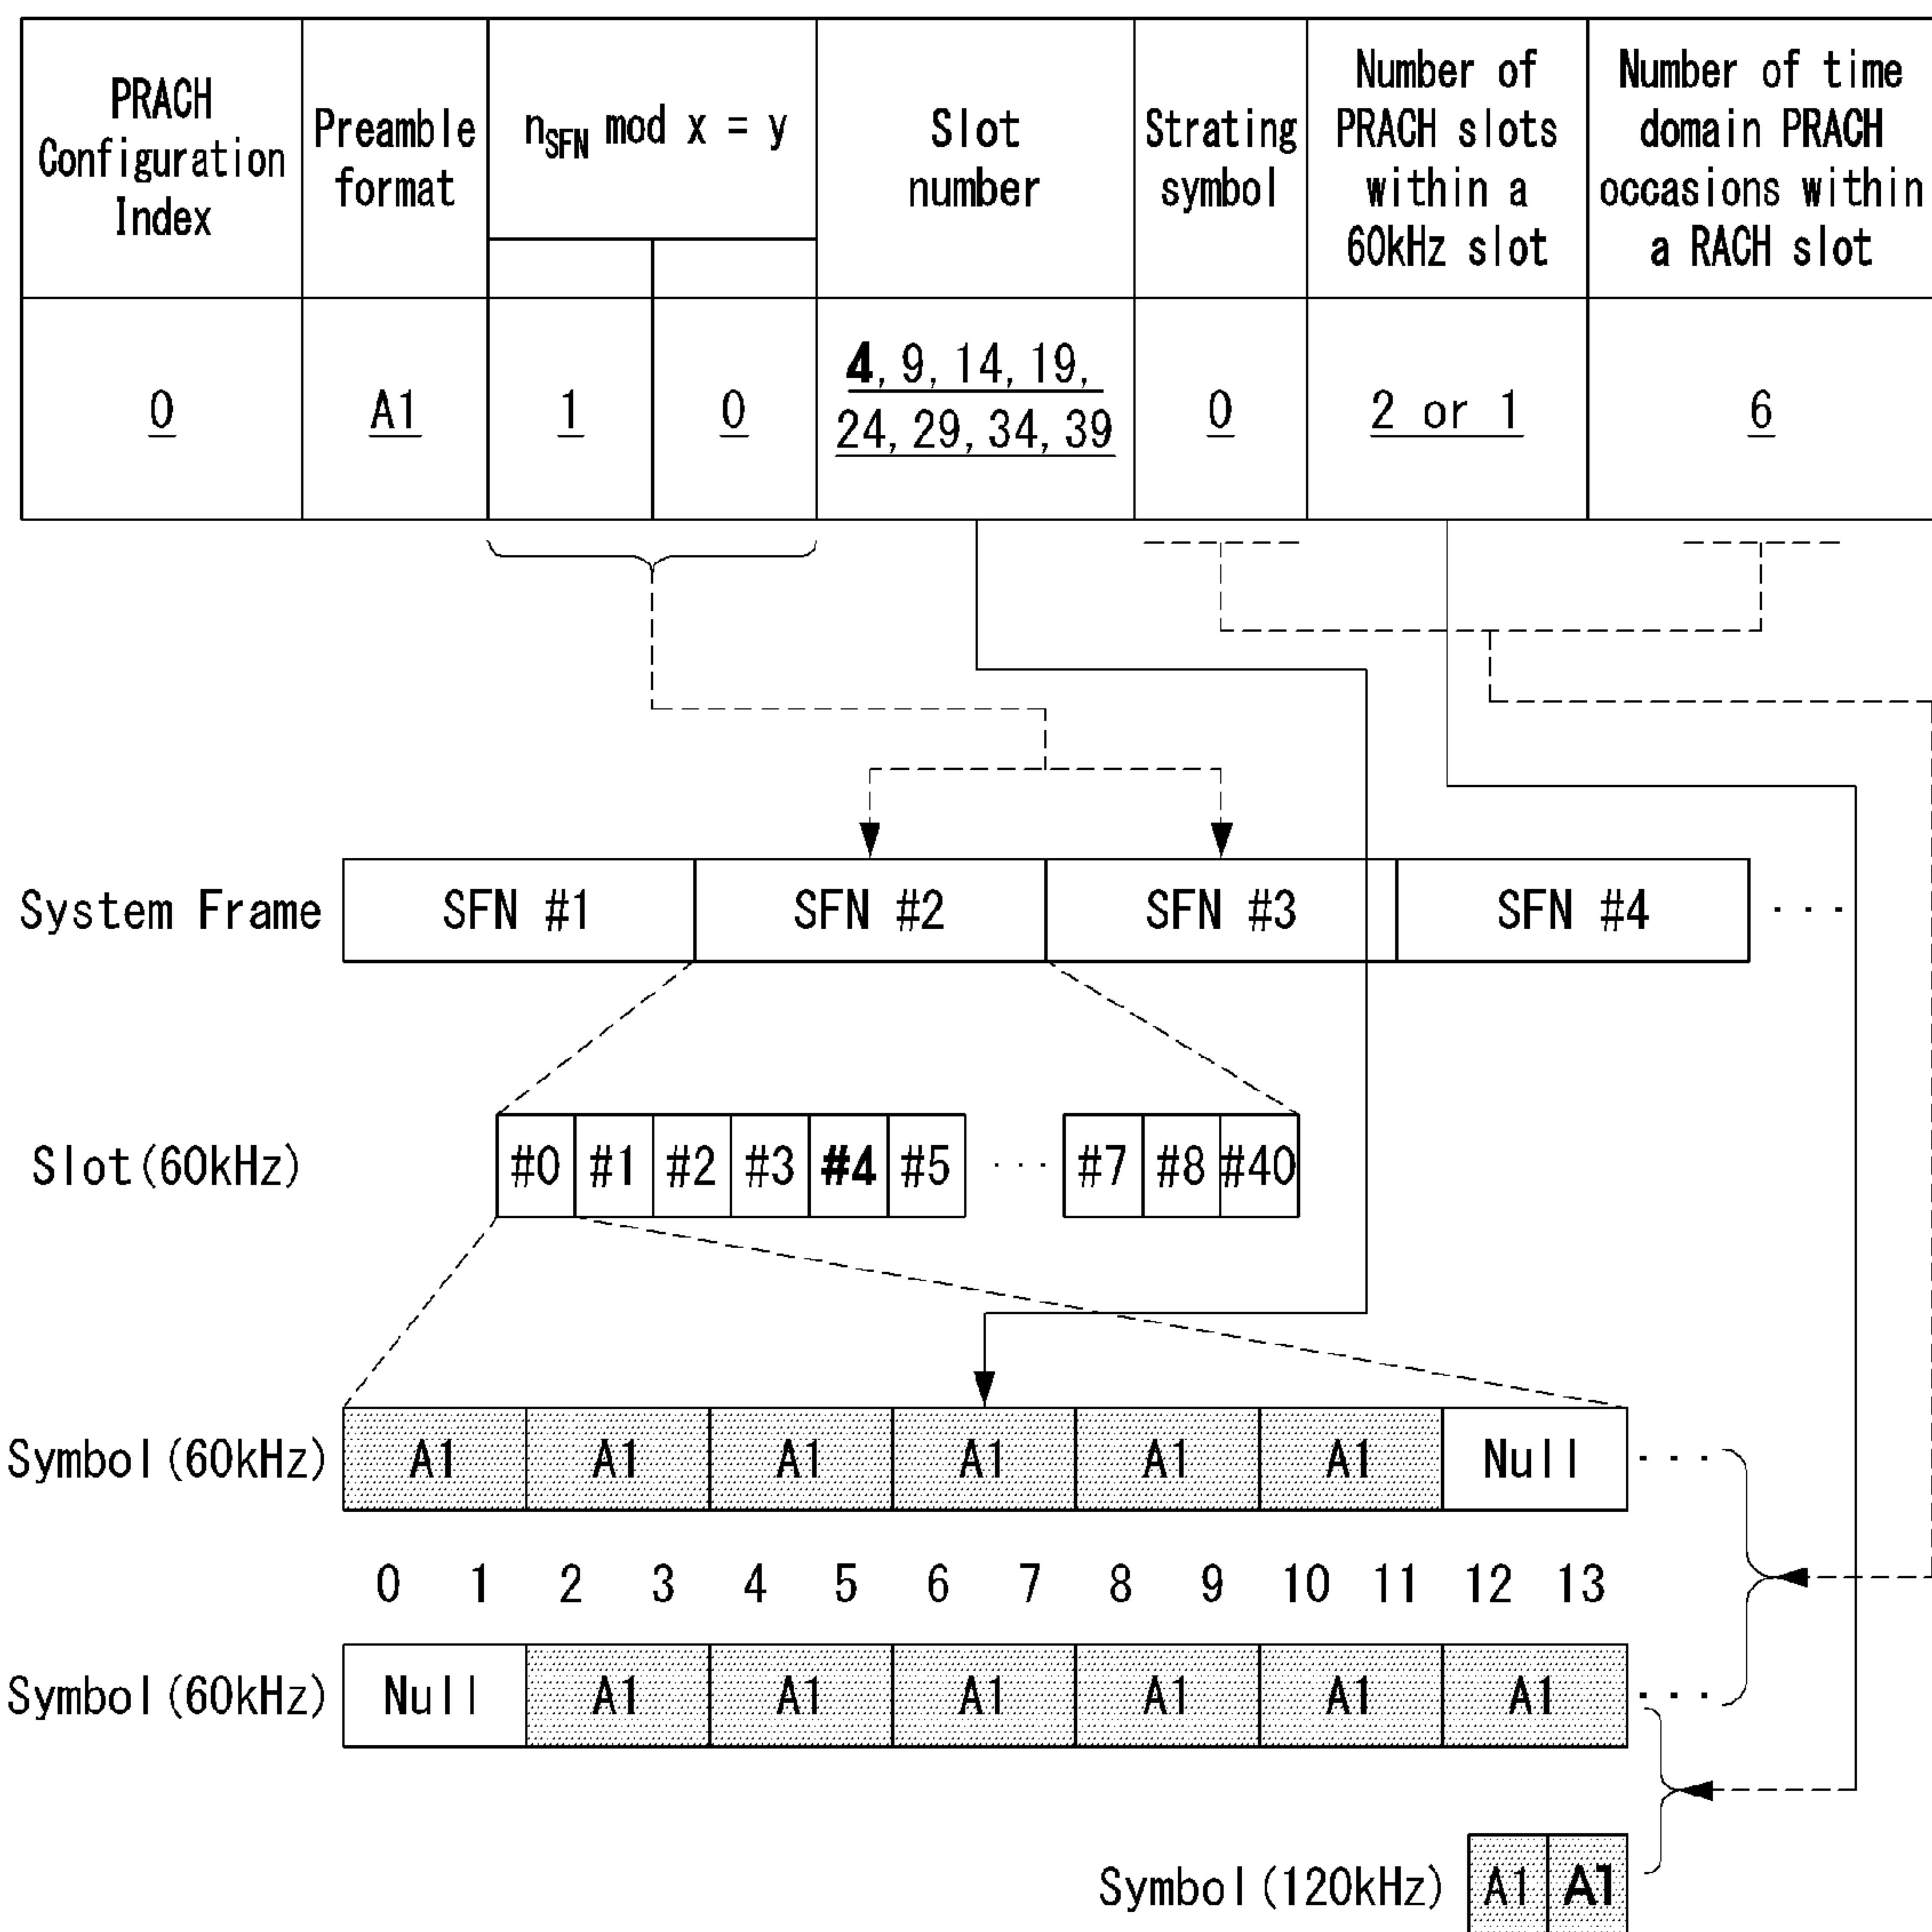 PRACH
Configuration
Index
Preamble
format
n_SFN mod x = y
Slot
number
Strating
symbol
Number of
PRACH slots
within a
60kHz slot
Number of time
domain PRACH
occasions within
a RACH slot
0
A1
1
0
4, 9, 14, 19,
24, 29, 34, 39
0
2 or 1
6
System Frame
SFN #1
SFN #2
SFN #3
SFN #4
...
Slot(60kHz)
#0 #1 #2 #3 #4 #5 ... #7 #8 #40
Symbol(60kHz)
A1 A1 A1 A1 A1 A1 Null ...
0 1 2 3 4 5 6 7 8 9 10 11 12 13
Symbol(60kHz)
Null A1 A1 A1 A1 A1 A1 ...
Symbol(120kHz)
A1 A1